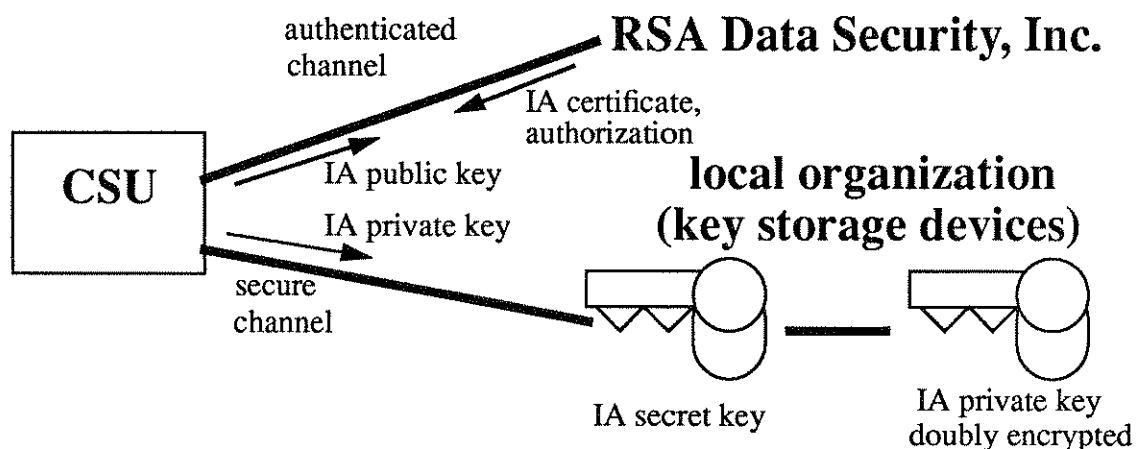 authenticated
channel
RSA Data Security, Inc.
IA certificate,
authorization
CSU
IA public key
IA private key
local organization
(key storage devices)
secure
channel
IA secret key
IA private key
doubly encrypted